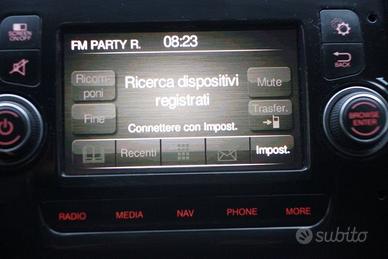 SCREEN
ON/OFF
FM PARTY R. 08:23
BACK
Ricom-
poni
Ricerca dispositivi
registrati
Mute
Fine
Trasfer.
Connettere con Impost.
BROWSE
ENTER
Recenti
Impost.
RADIO MEDIA NAV PHONE MORE
subito